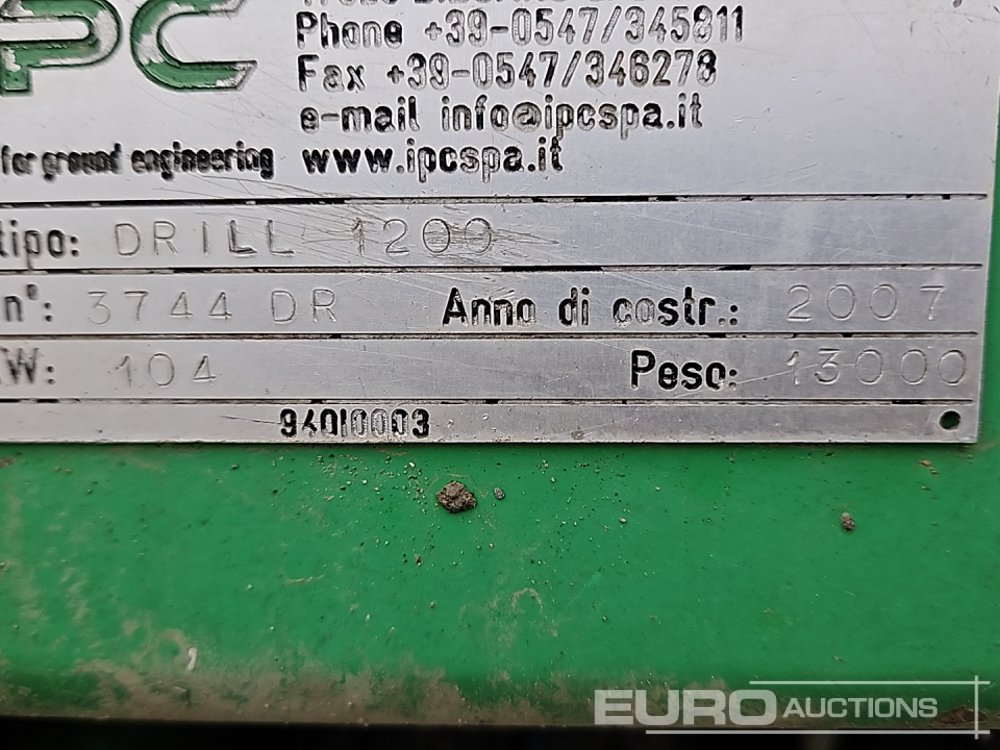 PC
Phone +39-0547/345811
Fax +39-0547/346278
e-mail info@ipcspa.it
for ground engineering www.ipcspa.it
tipo: DRILL 1200
n°: 3744 DR Anno di costr.: 2007
W: 104 Peso: 13000
94010003
EURO AUCTIONS